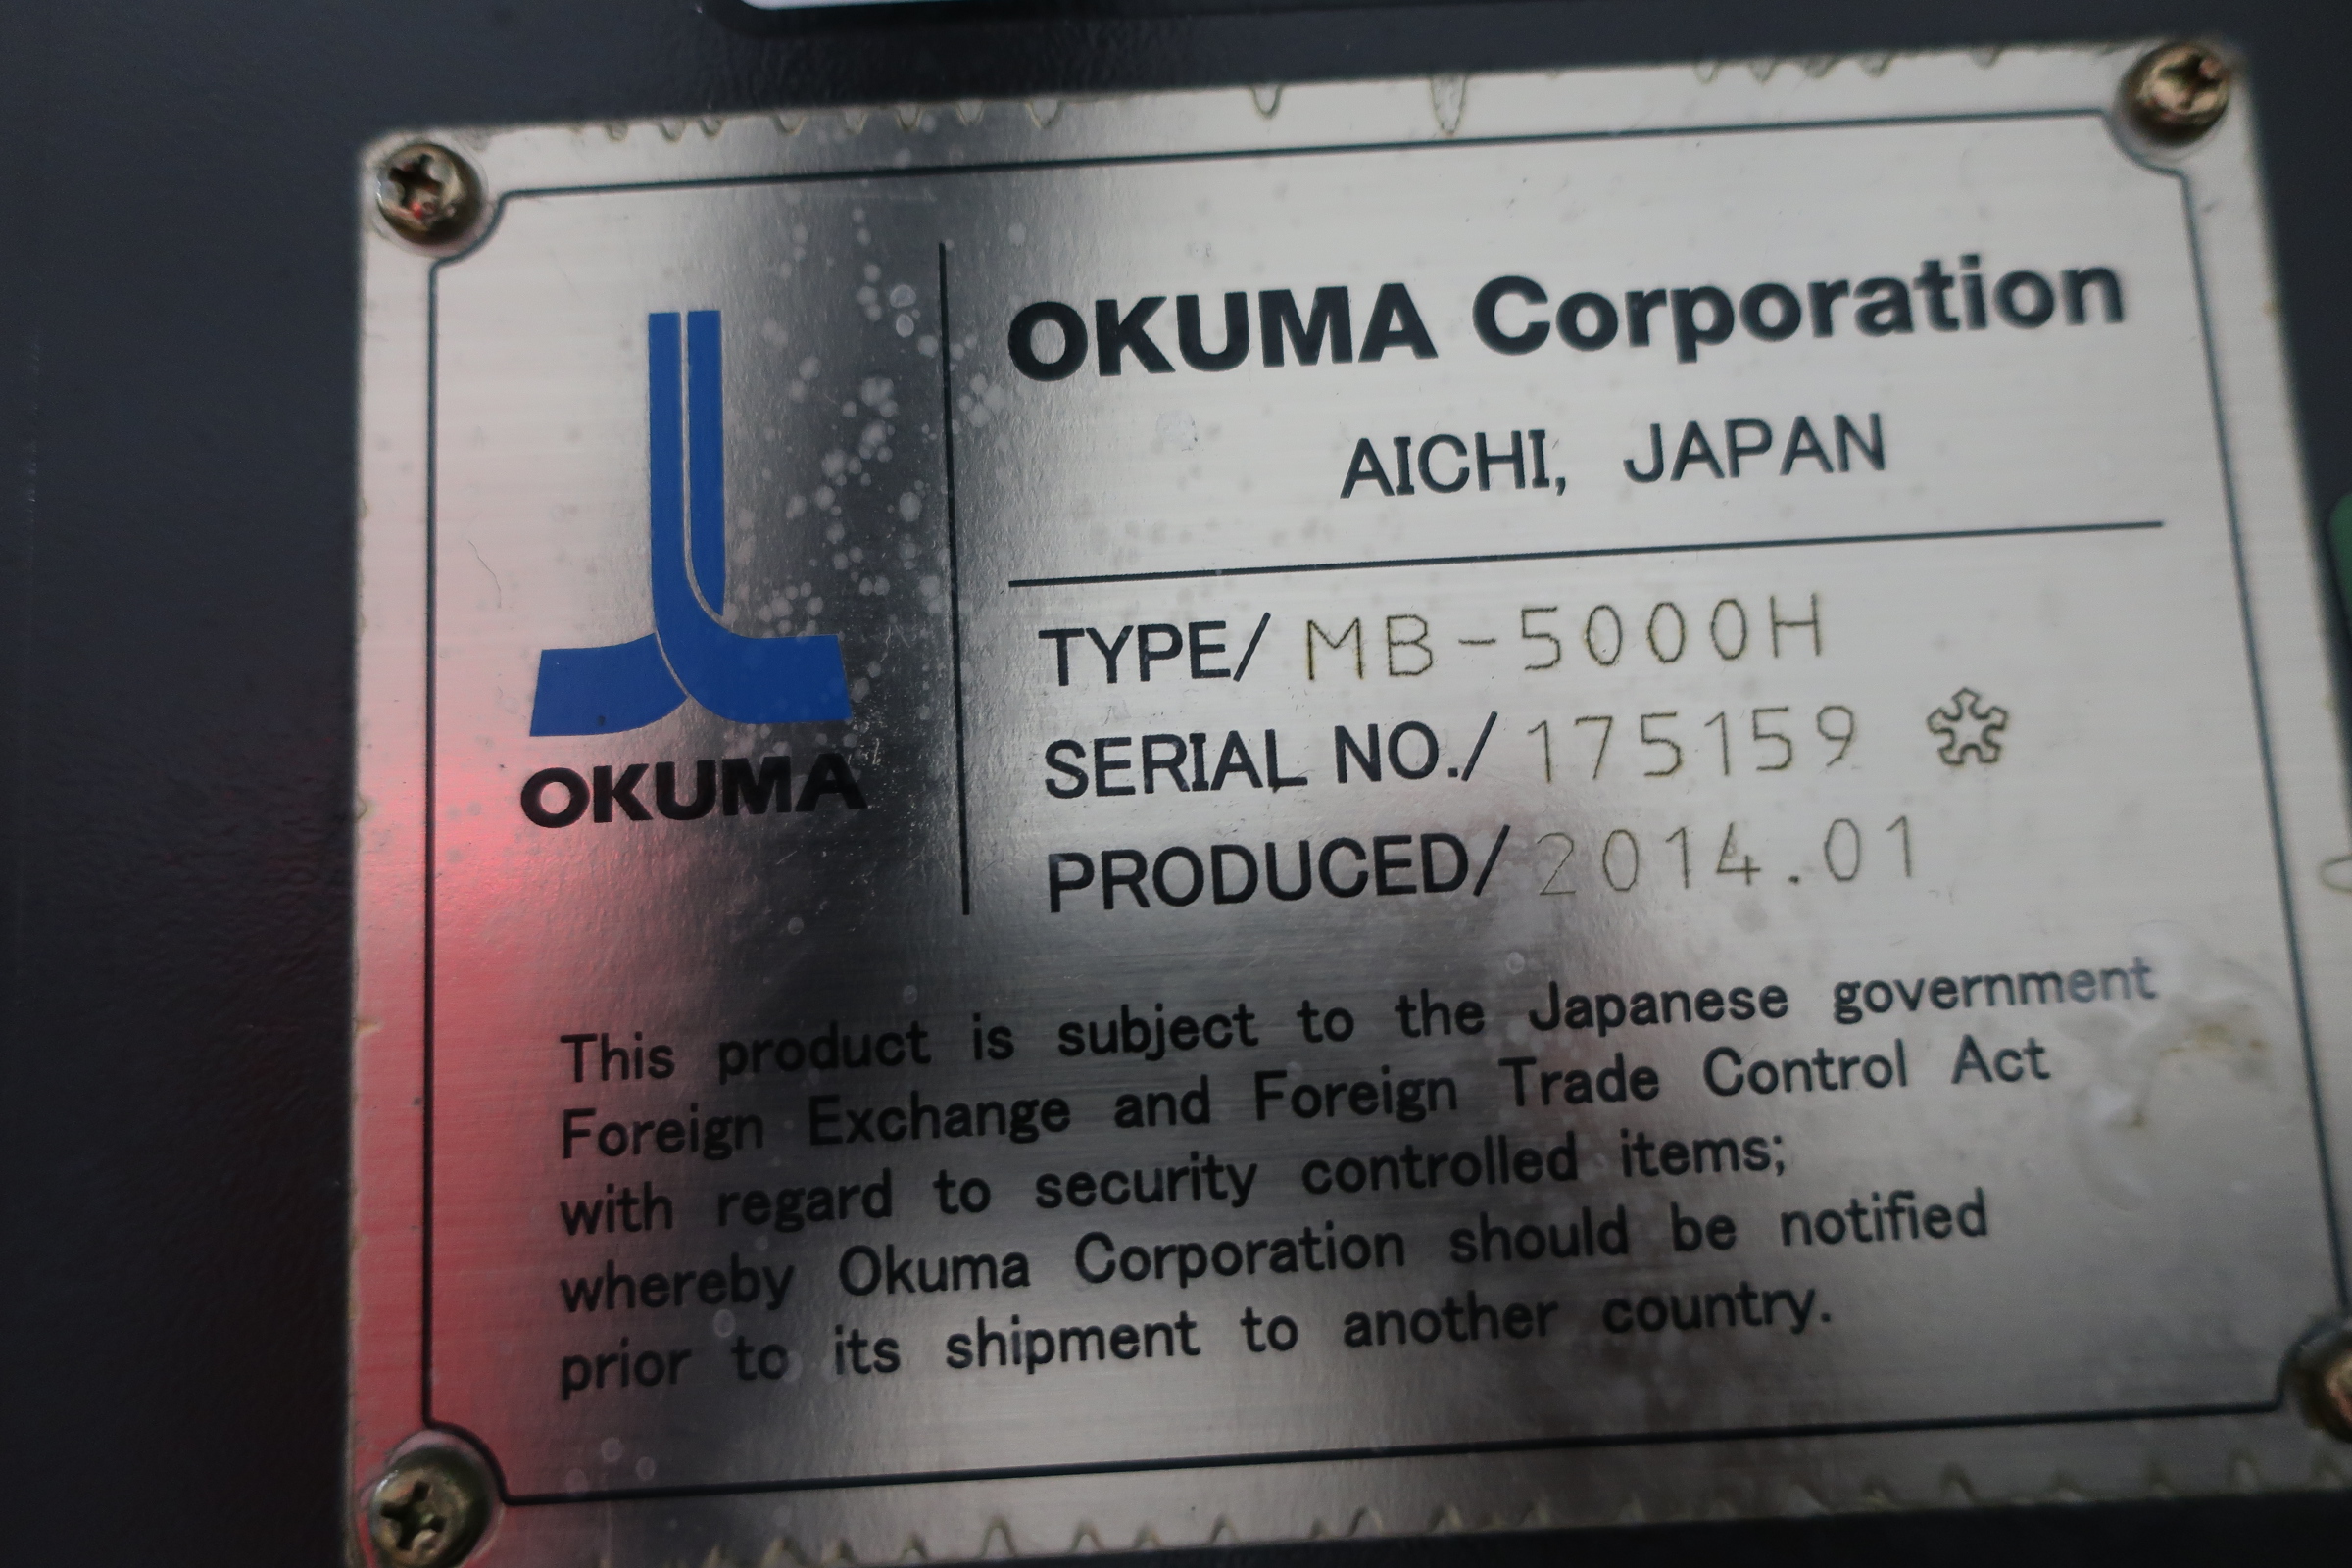 OKUMA
OKUMA Corporation
AICHI, JAPAN
TYPE/ MB-5000H
SERIAL NO./ 175159
PRODUCED/ 2014.01
This product is subject to the Japanese government
Foreign Exchange and Foreign Trade Control Act
with regard to security controlled items;
whereby Okuma Corporation should be notified
prior to its shipment to another country.